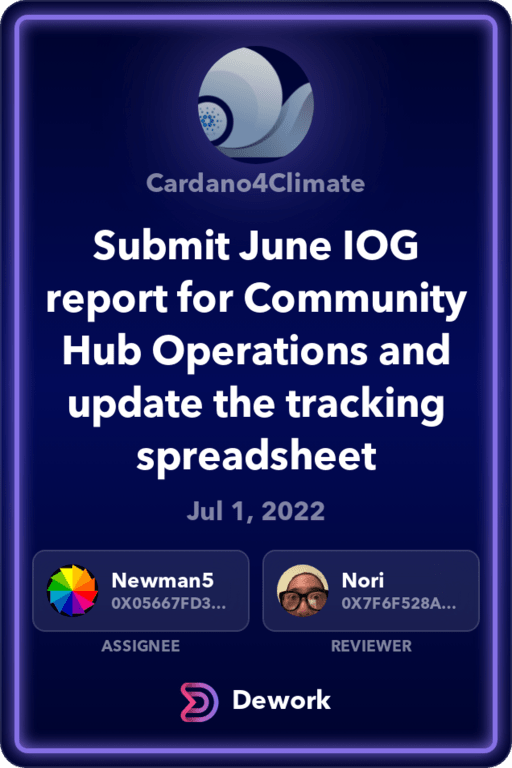 Cardano4Climate
Submit June IOG
report for Community
Hub Operations and
update the tracking
spreadsheet
Jul 1, 2022
Newman5
0X05667FD3...
Nori
0X7F6F528A...
ASSIGNEE
REVIEWER
Dework